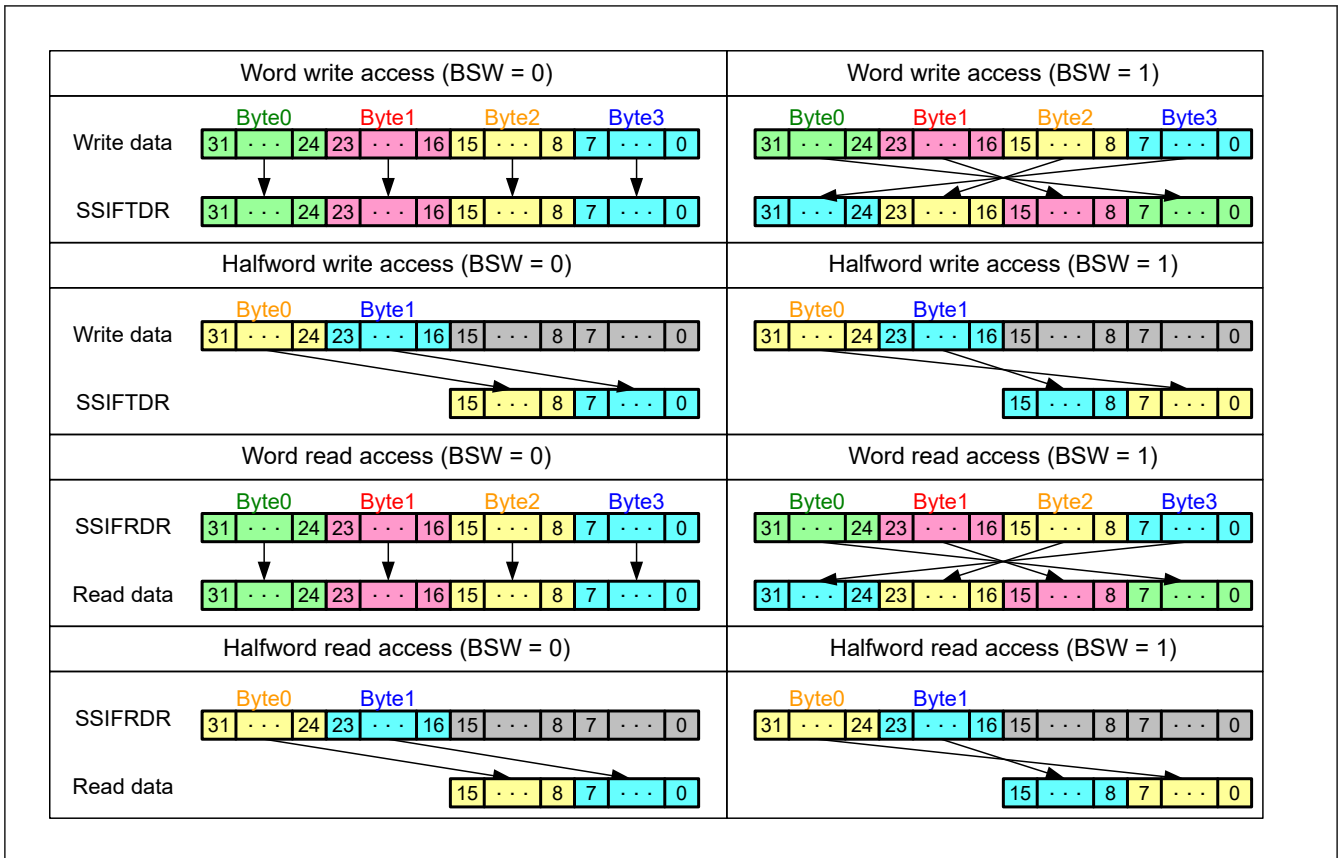 Word write access (BSW = 0) Word write access (BSW = 1)
Byte0 Byte1 Byte2 Byte3 Byte0 Byte1 Byte2 Byte3
Write data 31 · · · 24 23 · · · 16 15 · · · 8 7 · · · 0 31 · · · 24 23 · · · 16 15 · · · 8 7 · · · 0
SSIFTDR 31 · · · 24 23 · · · 16 15 · · · 8 7 · · · 0 31 · · · 24 23 · · · 16 15 · · · 8 7 · · · 0
Halfword write access (BSW = 0) Halfword write access (BSW = 1)
Byte0 Byte1 Byte0 Byte1
Write data 31 · · · 24 23 · · · 16 15 · · · 8 7 · · · 0 31 · · · 24 23 · · · 16 15 · · · 8 7 · · · 0
SSIFTDR 15 · · · 8 7 · · · 0 15 · · · 8 7 · · · 0
Word read access (BSW = 0) Word read access (BSW = 1)
Byte0 Byte1 Byte2 Byte3 Byte0 Byte1 Byte2 Byte3
SSIFRDR 31 · · · 24 23 · · · 16 15 · · · 8 7 · · · 0 31 · · · 24 23 · · · 16 15 · · · 8 7 · · · 0
Read data 31 · · · 24 23 · · · 16 15 · · · 8 7 · · · 0 31 · · · 24 23 · · · 16 15 · · · 8 7 · · · 0
Halfword read access (BSW = 0) Halfword read access (BSW = 1)
Byte0 Byte1 Byte0 Byte1
SSIFRDR 31 · · · 24 23 · · · 16 15 · · · 8 7 · · · 0 31 · · · 24 23 · · · 16 15 · · · 8 7 · · · 0
Read data 15 · · · 8 7 · · · 0 15 · · · 8 7 · · · 0